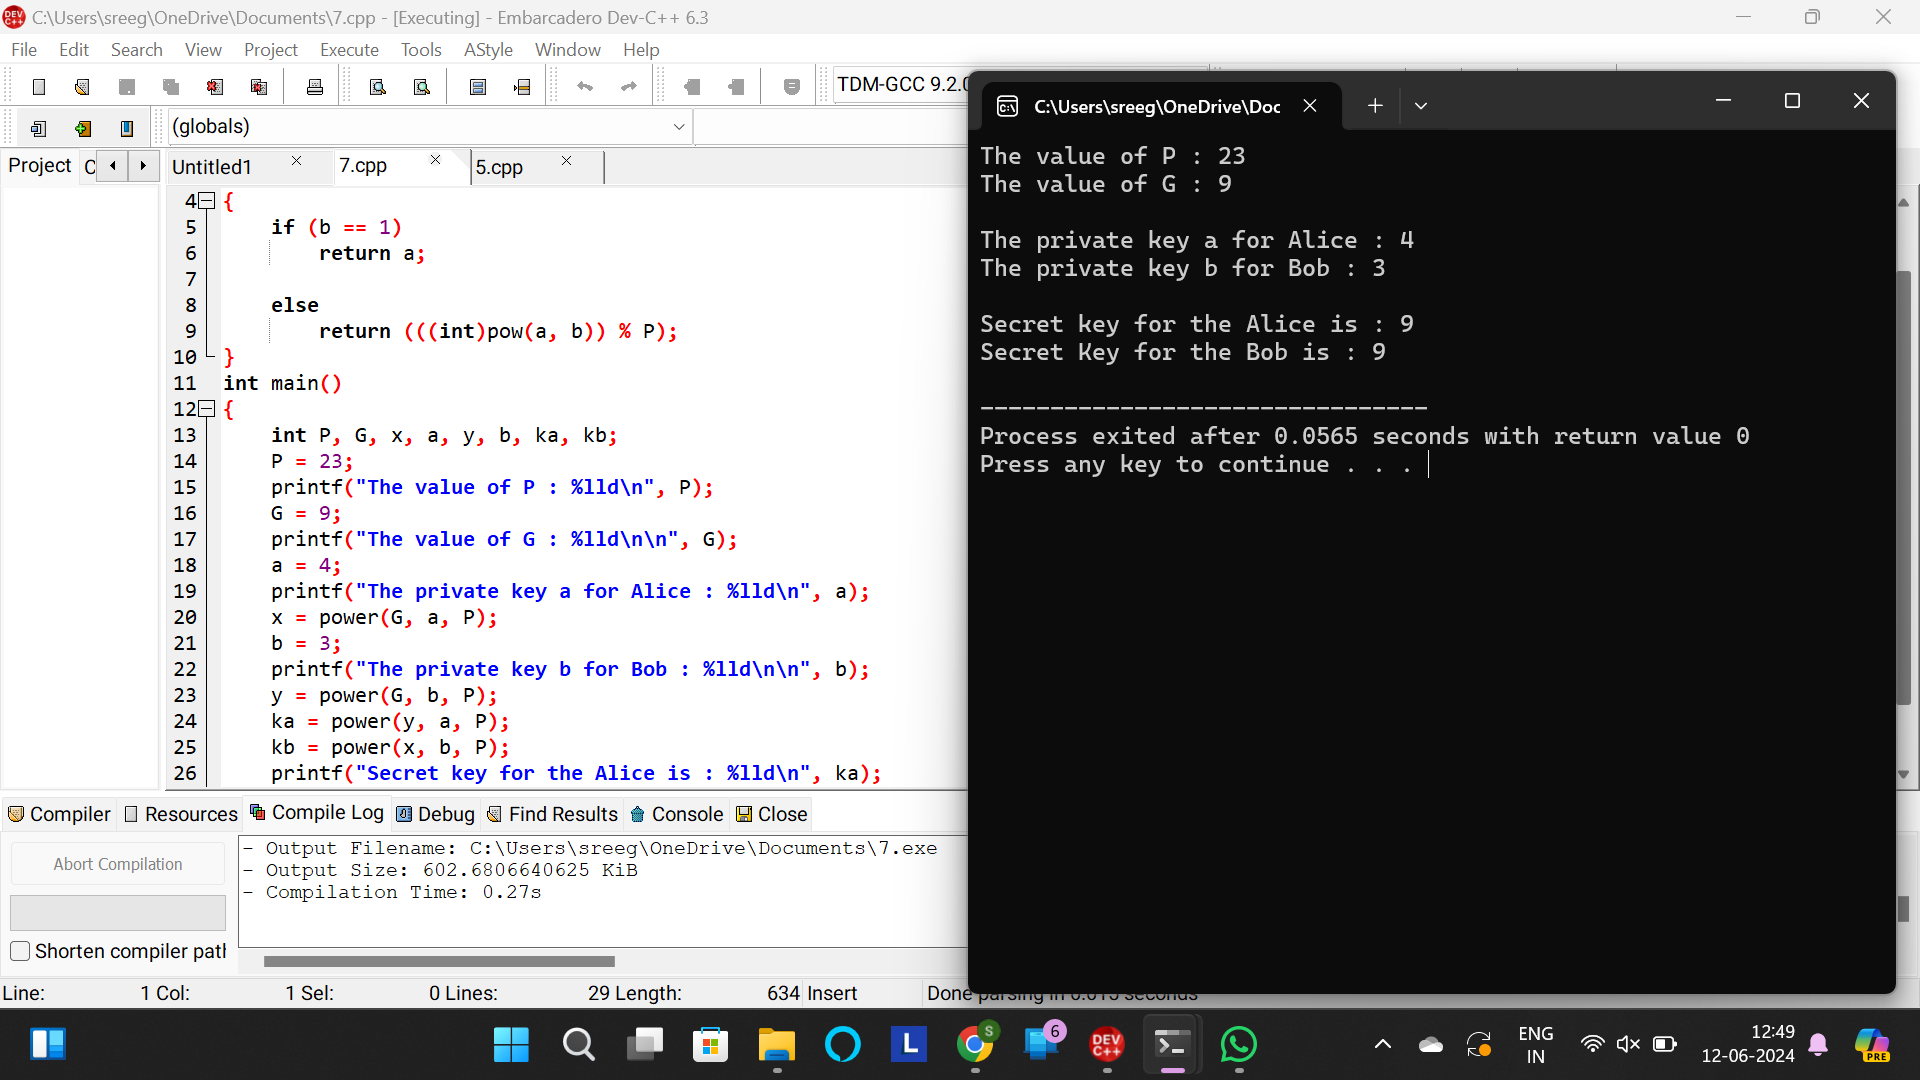 C:\Users\sreeg\OneDrive\Documents\7.cpp - [Executing] - Embarcadero Dev-C++ 6.3
File Edit Search View Project Execute Tools AStyle Window Help
TDM-GCC 9.2.0
(globals)
Project C
Untitled1 7.cpp 5.cpp
4 {
5 if (b == 1)
6 return a;
7
8 else
9 return (((int)pow(a, b)) % P);
10 }
11 int main()
12 {
13 int P, G, x, a, y, b, ka, kb;
14 P = 23;
15 printf("The value of P : %lld\n", P);
16 G = 9;
17 printf("The value of G : %lld\n\n", G);
18 a = 4;
19 printf("The private key a for Alice : %lld\n", a);
20 x = power(G, a, P);
21 b = 3;
22 printf("The private key b for Bob : %lld\n\n", b);
23 y = power(G, b, P);
24 ka = power(y, a, P);
25 kb = power(x, b, P);
26 printf("Secret key for the Alice is : %lld\n", ka);
C:\Users\sreeg\OneDrive\Doc
The value of P : 23
The value of G : 9
The private key a for Alice : 4
The private key b for Bob : 3
Secret key for the Alice is : 9
Secret Key for the Bob is : 9
--------------------------------
Process exited after 0.0565 seconds with return value 0
Press any key to continue . . .
Compiler Resources Compile Log Debug Find Results Console Close
Abort Compilation
Shorten compiler path
- Output Filename: C:\Users\sreeg\OneDrive\Documents\7.exe
- Output Size: 602.6806640625 KiB
- Compilation Time: 0.27s
Line: 1 Col: 1 Sel: 0 Lines: 29 Length: 634 Insert Done parsing in 0.015 seconds
L S 6 DEV C++
ENG
IN
12:49
12-06-2024
PRE